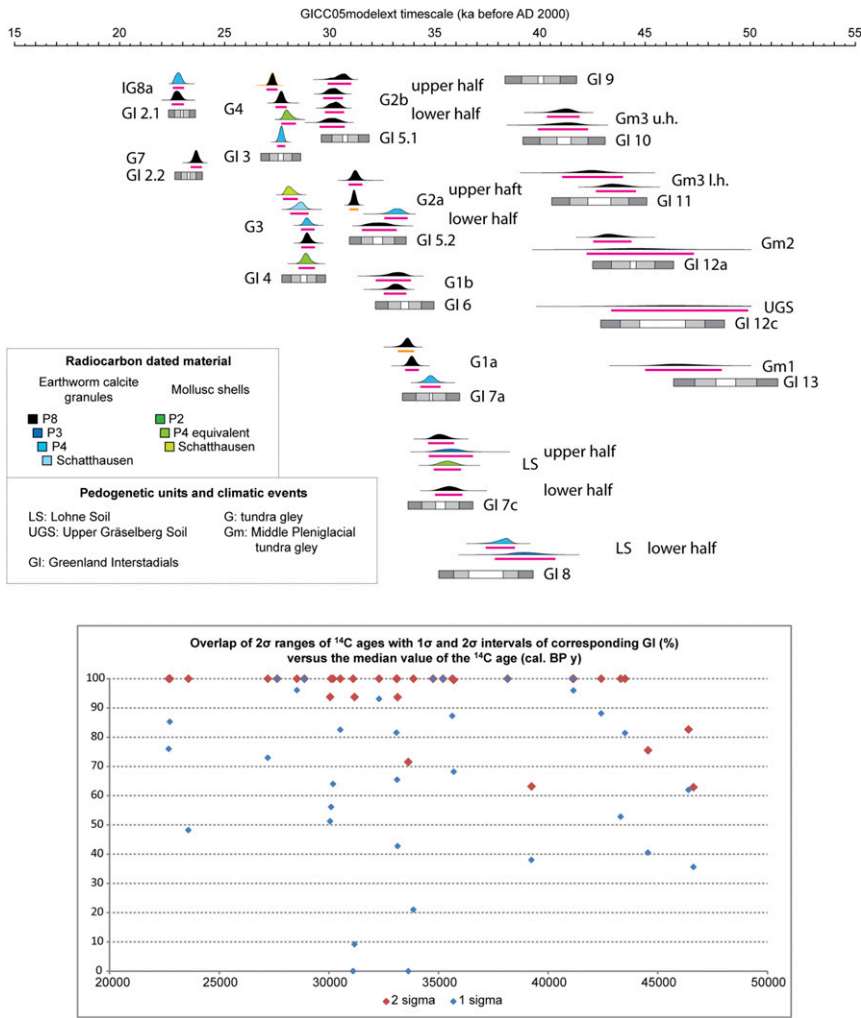 GICC05modelext timescale (ka before AD 2000)
15 20 25 30 35 40 45 50 55
IG8a
GI 2.1
G7
GI 2.2
G4
GI 3
G3
GI 4
upper half
G2b
lower half
GI 5.1
G2a
upper haft
lower half
GI 5.2
G1b
GI 6
G1a
GI 7a
upper half
LS
lower half
GI 7c
LS lower half
GI 8
GI 9
Gm3 u.h.
GI 10
Gm3 l.h.
GI 11
Gm2
GI 12a
UGS
GI 12c
Gm1
GI 13
Radiocarbon dated material
Earthworm calcite granules
Mollusc shells
P8
P3
P4
Schatthausen
P2
P4 equivalent
Schatthausen
Pedogenetic units and climatic events
LS: Lohne Soil
UGS: Upper Gräselberg Soil
GI: Greenland Interstadials
G: tundra gley
Gm: Middle Pleniglacial
tundra gley
Overlap of 2σ ranges of ¹⁴C ages with 1σ and 2σ intervals of corresponding GI (%)
versus the median value of the ¹⁴C age (cal. BP y)
100
90
80
70
60
50
40
30
20
10
0
20000 25000 30000 35000 40000 45000 50000
2 sigma 1 sigma